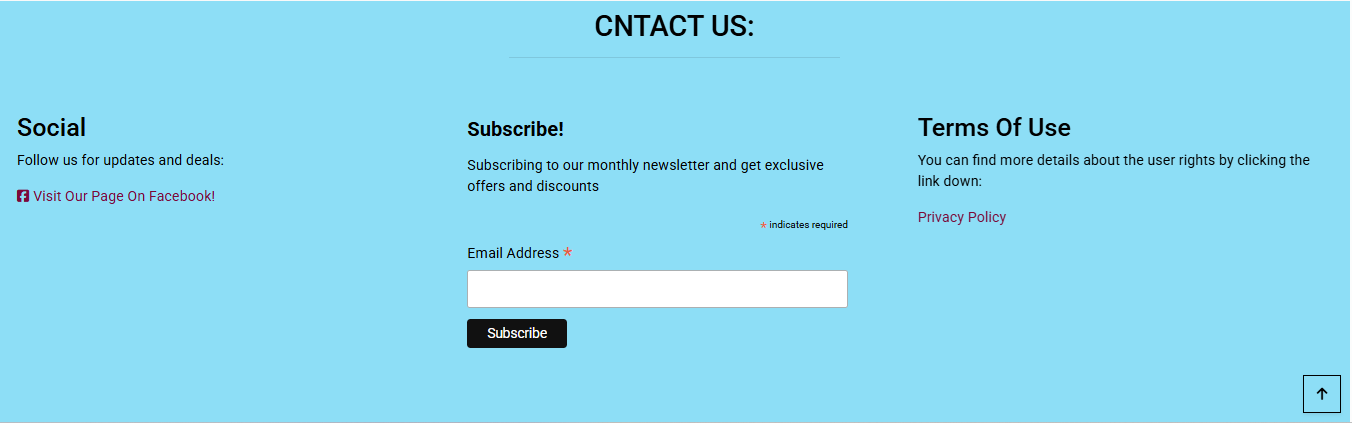 CNTACT US:
Social
Follow us for updates and deals:
Visit Our Page On Facebook!
Subscribe!
Subscribing to our monthly newsletter and get exclusive
offers and discounts
* indicates required
Email Address *
Subscribe
Terms Of Use
You can find more details about the user rights by clicking the
link down:
Privacy Policy